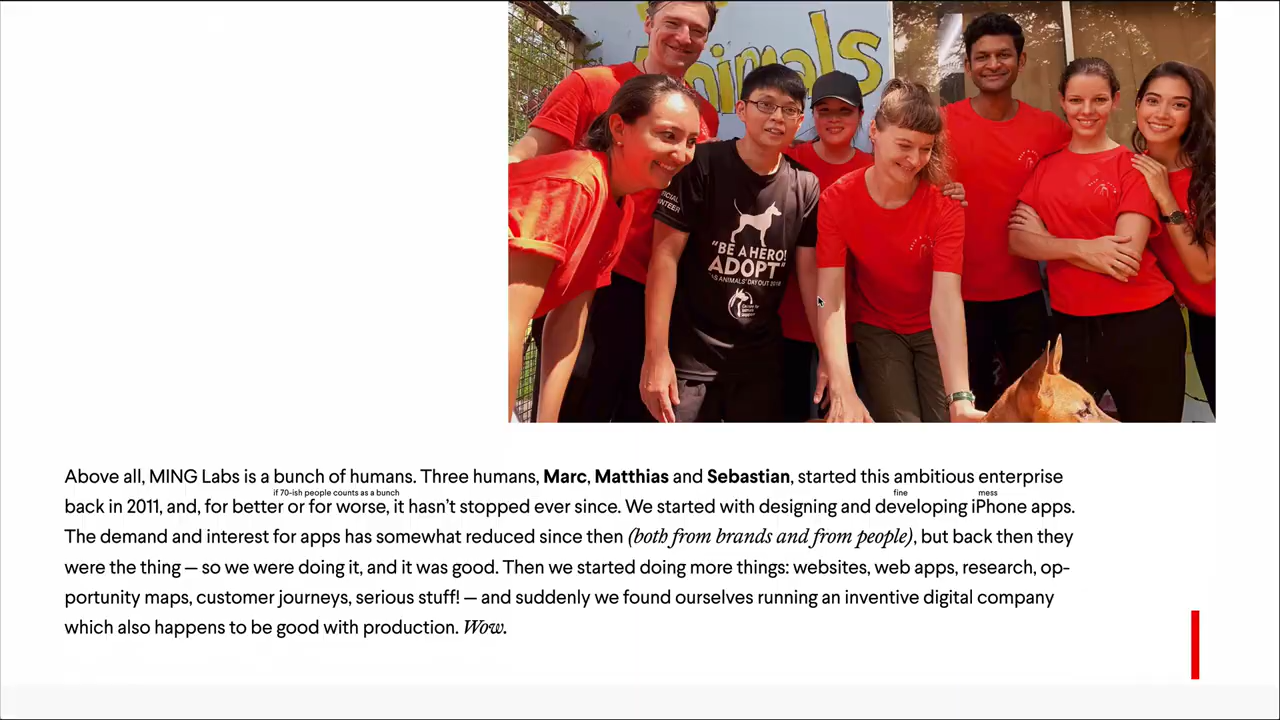 Animals
"BE A HERO!
ADOPT"
Above all, MING Labs is a bunch of humans. Three humans, Marc, Matthias and Sebastian, started this ambitious enterprise
if 70-ish people counts as a bunch fine mess
back in 2011, and, for better or for worse, it hasn't stopped ever since. We started with designing and developing iPhone apps.
The demand and interest for apps has somewhat reduced since then (both from brands and from people), but back then they
were the thing — so we were doing it, and it was good. Then we started doing more things: websites, web apps, research, op-
portunity maps, customer journeys, serious stuff! — and suddenly we found ourselves running an inventive digital company
which also happens to be good with production. Wow.